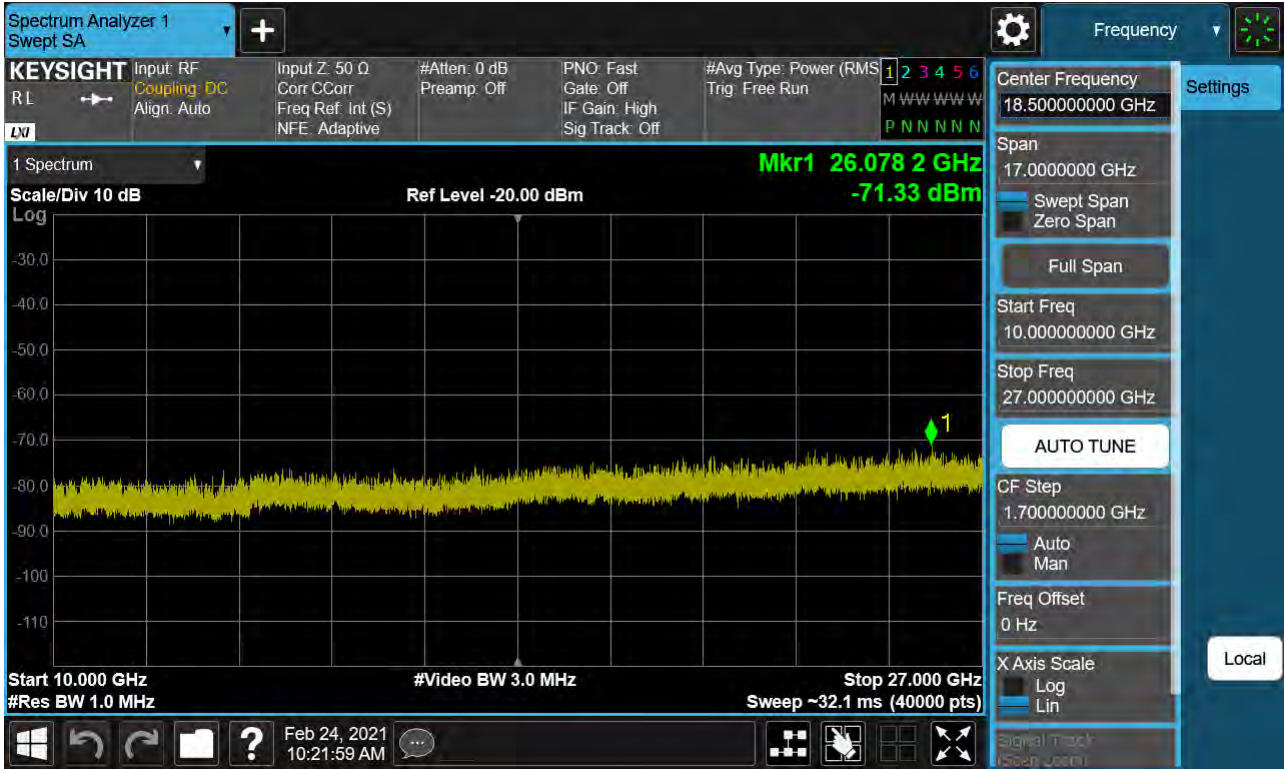 Spectrum Analyzer 1
Swept SA
Frequency
KEYSIGHT
R L
LXI
Input: RF
Coupling: DC
Align: Auto
Input Z: 50 Ω
Corr CCorr
Freq Ref: Int (S)
NFE: Adaptive
#Atten: 0 dB
Preamp: Off
PNO: Fast
Gate: Off
IF Gain: High
Sig Track: Off
#Avg Type: Power (RMS
Trig: Free Run
1 2 3 4 5 6
M W W W W W
P N N N N N
1 Spectrum
Scale/Div 10 dB
Ref Level -20.00 dBm
Mkr1 26.078 2 GHz
-71.33 dBm
Log
-30.0
-40.0
-50.0
-60.0
-70.0
-80.0
-90.0
-100
-110
1
Start 10.000 GHz
#Video BW 3.0 MHz
Stop 27.000 GHz
#Res BW 1.0 MHz
Sweep ~32.1 ms (40000 pts)
Center Frequency
18.500000000 GHz
Settings
Span
17.0000000 GHz
Swept Span
Zero Span
Full Span
Start Freq
10.000000000 GHz
Stop Freq
27.000000000 GHz
AUTO TUNE
CF Step
1.700000000 GHz
Auto
Man
Freq Offset
0 Hz
X Axis Scale
Log
Lin
Local
Signal Track
(Span Zoom)
?
Feb 24, 2021
10:21:59 AM